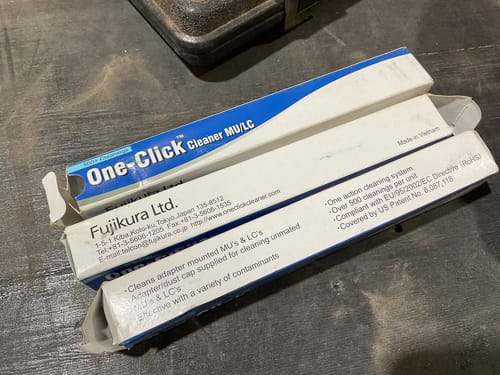 500+ Cleanings
One-Click™ Cleaner MU/LC
Made in Vietnam
Fujikura Ltd.
1-5-1 Kiba, Koto-ku, Tokyo, Japan 135-8512
Tel:+81-3-5606-1205 Fax:+81-3-5606-1535
E-mail:telcon@fujikura.co.jp http://www.oneclickcleaner.com
·One action cleaning system
·Over 500 cleanings per unit
·Compliant with EU/95/2002/EC Directive (RoHS)
·Covered by US Patent No. 8,087,118
·Cleans adapter mounted MU's & LC's
Adapter/dust cap supplied for cleaning unmated
MU's & LC's
Effective with a variety of contaminants